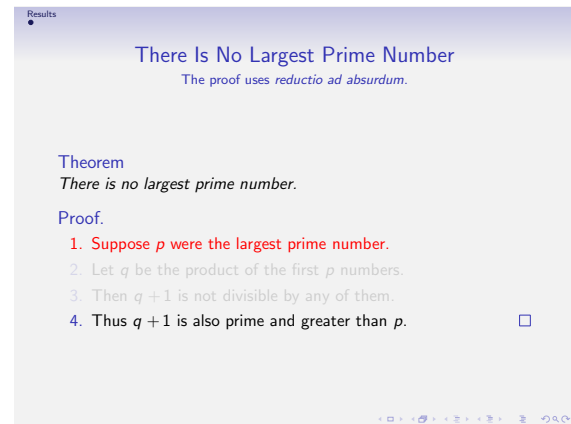 Results
There Is No Largest Prime Number
The proof uses reductio ad absurdum.
Theorem
There is no largest prime number.
Proof.
1. Suppose p were the largest prime number.
2. Let q be the product of the first p numbers.
3. Then q + 1 is not divisible by any of them.
4. Thus q + 1 is also prime and greater than p. □